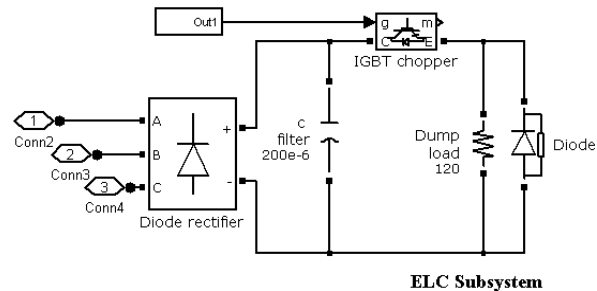 Out1
g
m
C
E
IGBT chopper
1
Conn2
2
Conn3
3
Conn4
A
B
C
+
-
Diode rectifier
c
filter
200e-6
Dump
load
120
Diode
ELC Subsystem